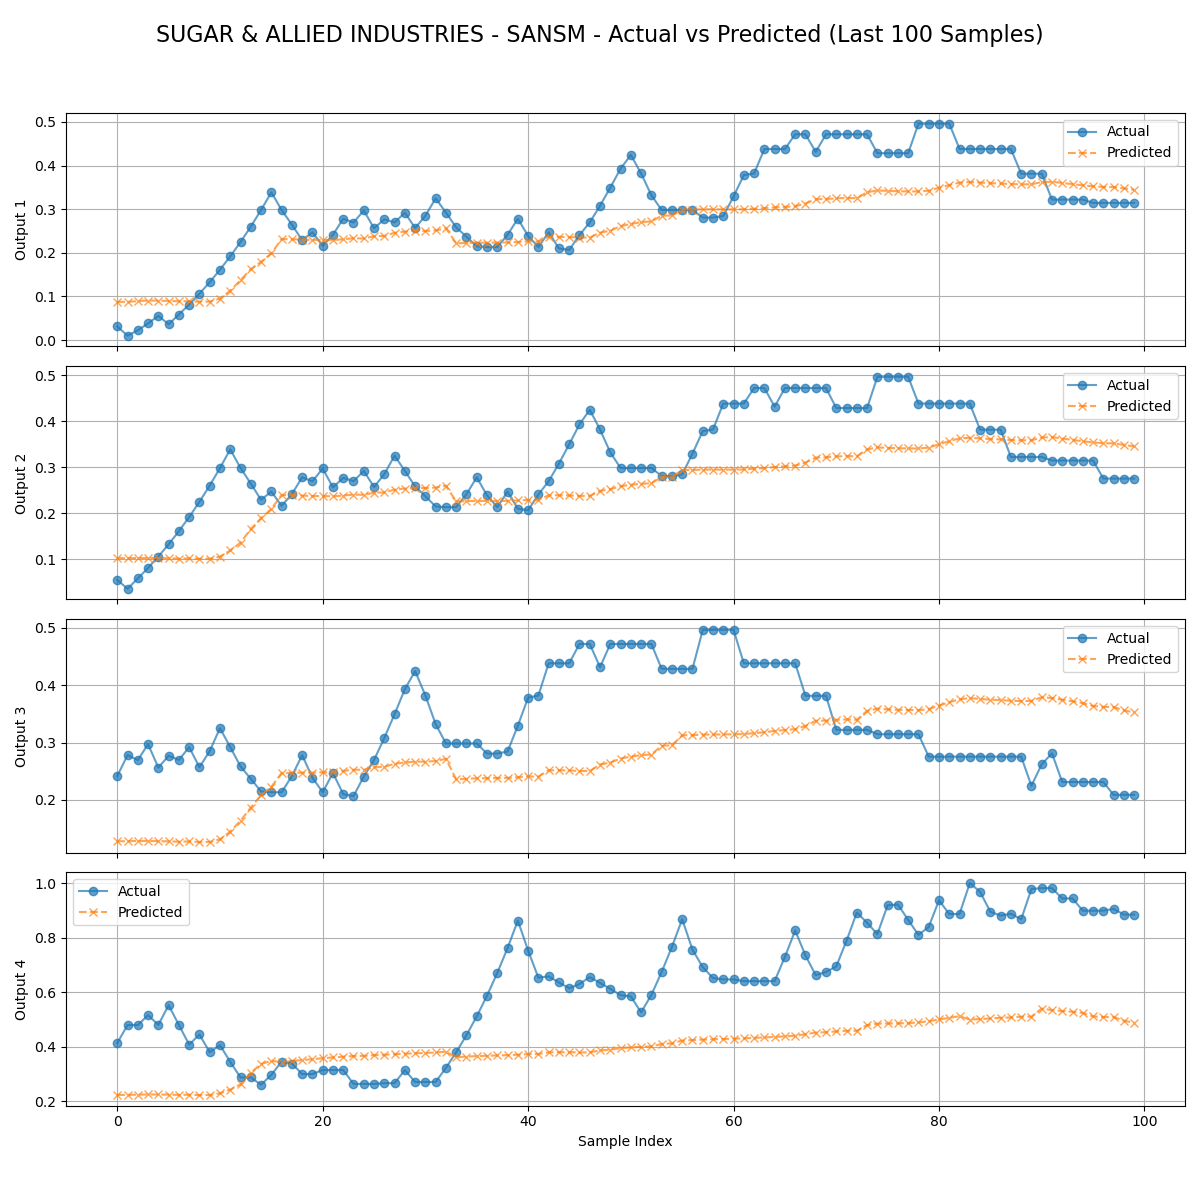 SUGAR & ALLIED INDUSTRIES - SANSM - Actual vs Predicted (Last 100 Samples)
Output 1
0.5
0.4
0.3
0.2
0.1
0.0
Actual
Predicted
Output 2
0.5
0.4
0.3
0.2
0.1
Actual
Predicted
Output 3
0.5
0.4
0.3
0.2
Actual
Predicted
Output 4
1.0
0.8
0.6
0.4
0.2
Actual
Predicted
0 20 40 60 80 100
Sample Index